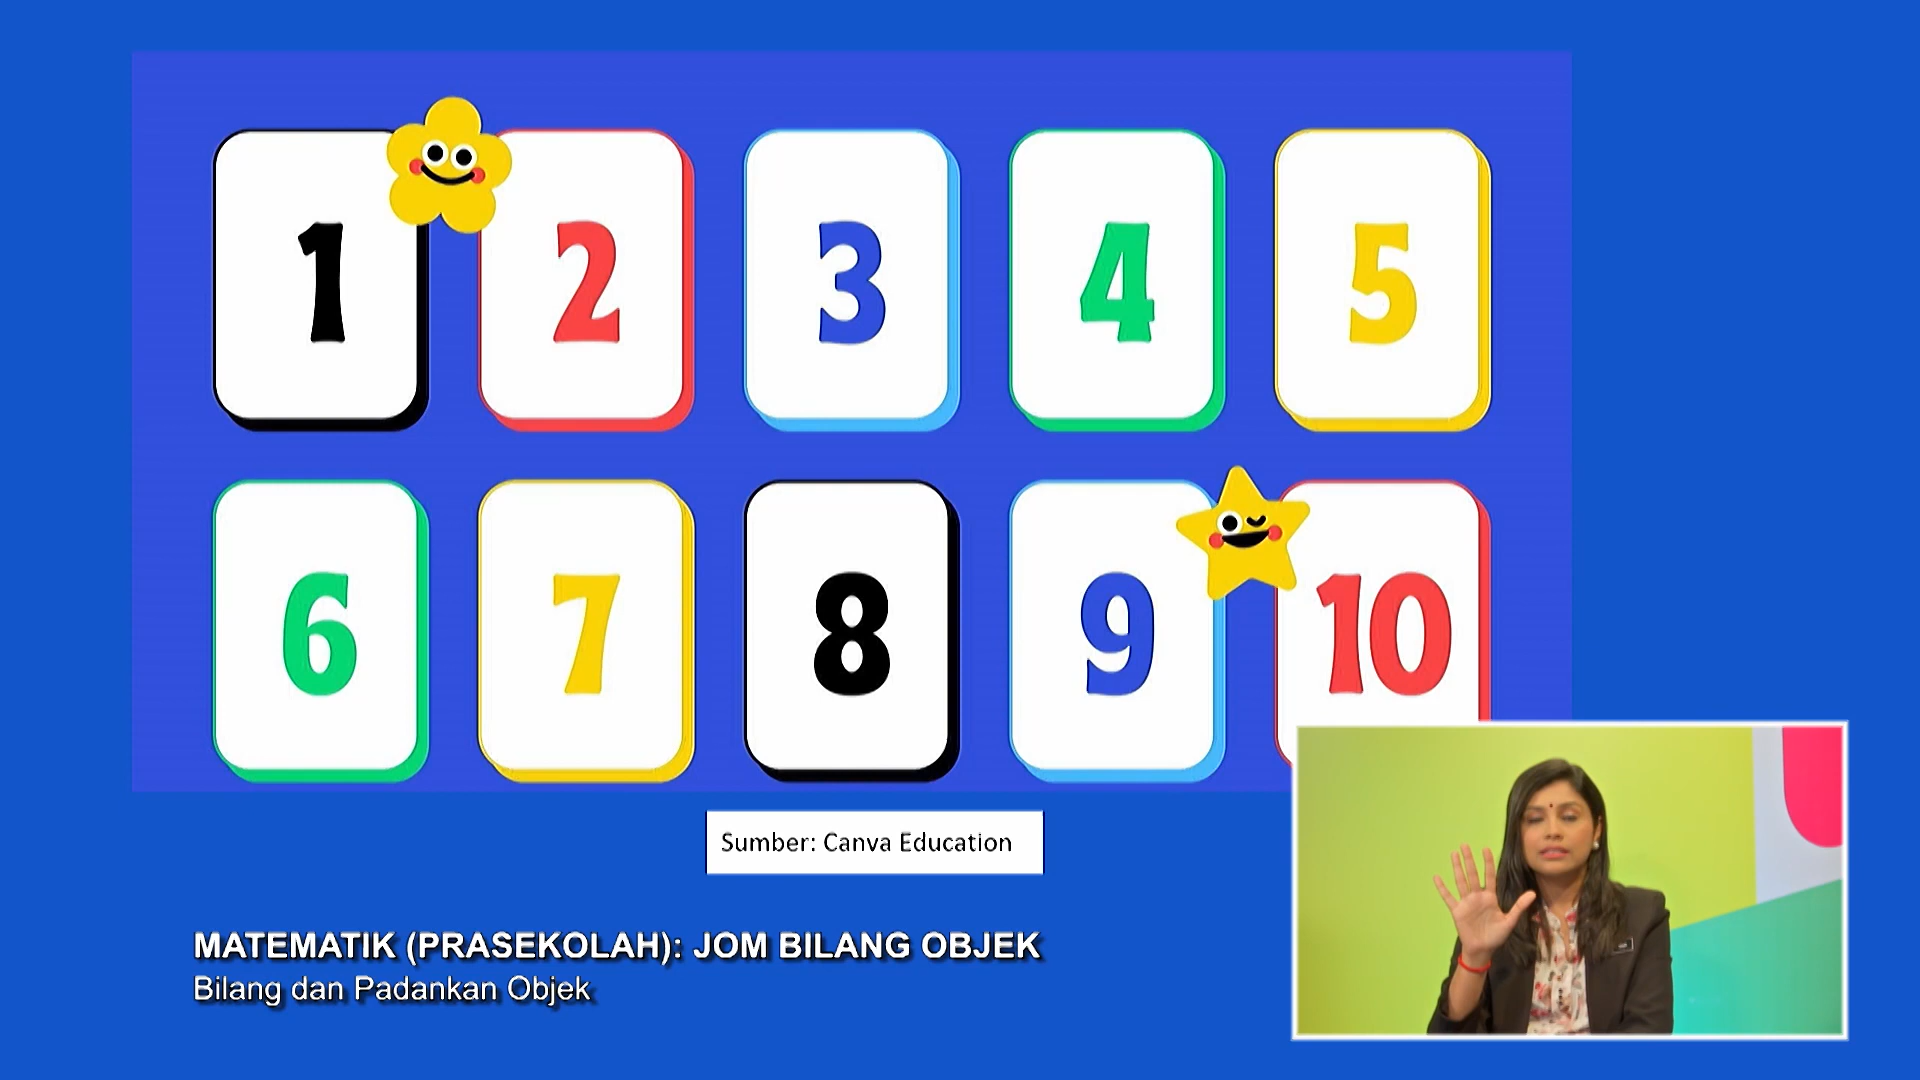 1 2 3 4 5
6 7 8 9 10
Sumber: Canva Education
MATEMATIK (PRASEKOLAH): JOM BILANG OBJEK
Bilang dan Padankan Objek